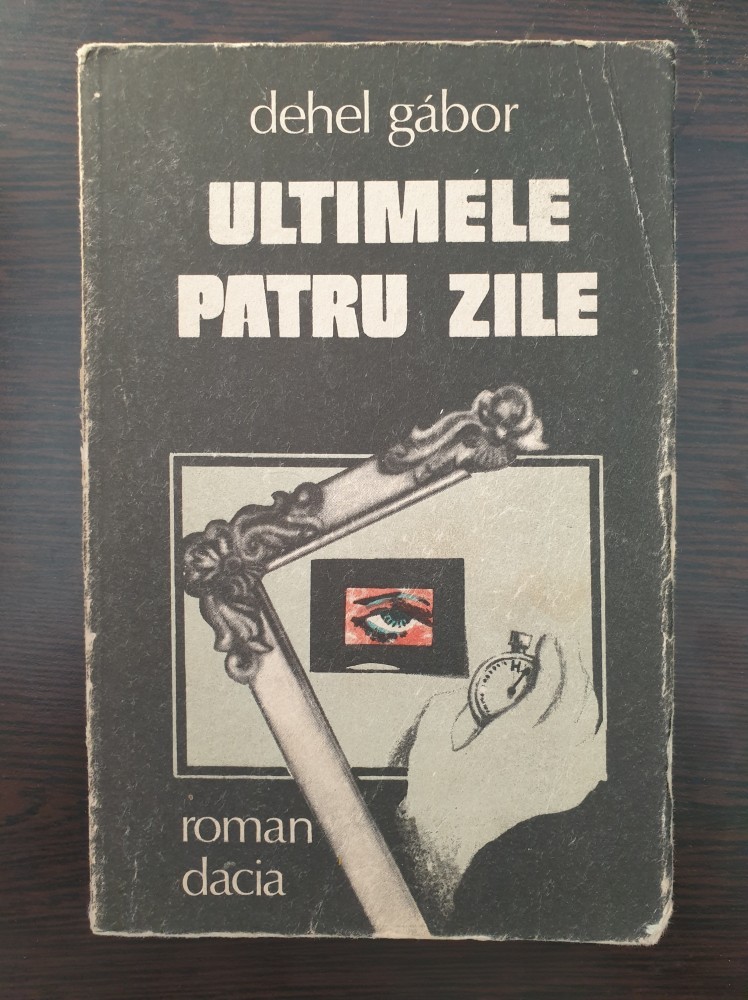 dehel gábor
ULTIMELE
PATRU ZILE
roman
dacia